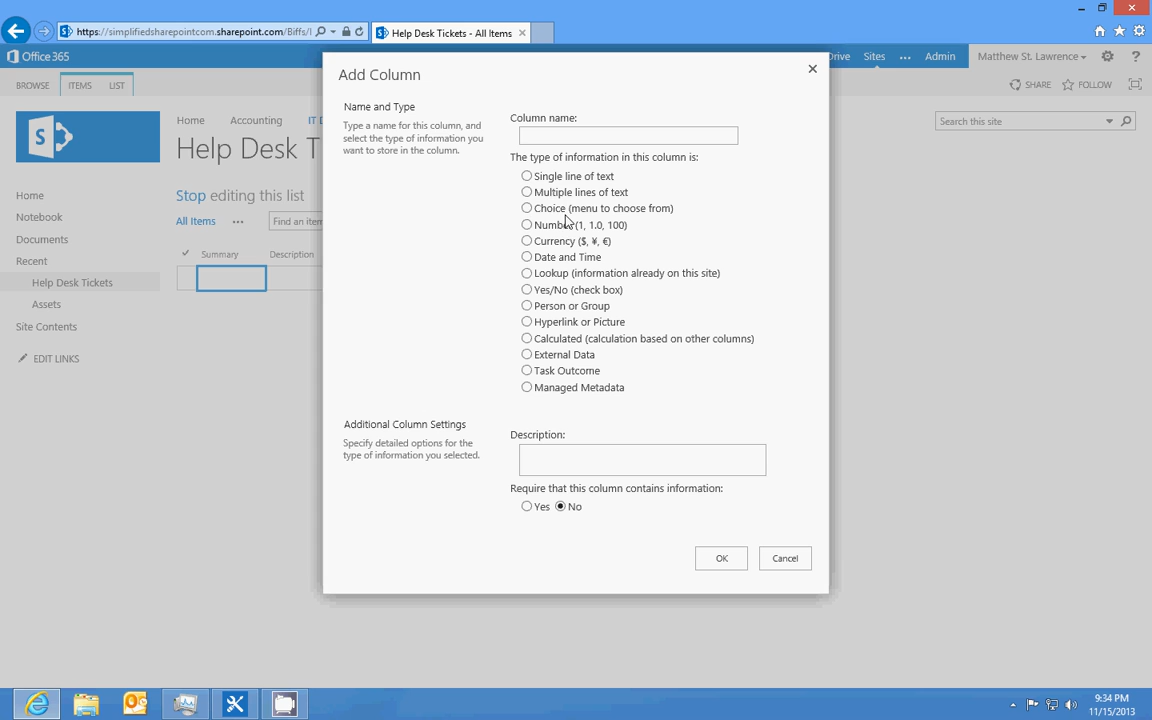 https://simplifiedsharepointcom.sharepoint.com/Biffs/l
Help Desk Tickets - All Items
Office 365
Drive
Sites
Admin
Matthew St. Lawrence
?
BROWSE
ITEMS
LIST
SHARE
FOLLOW
Home
Accounting
IT D
Search this site
Help Desk T
Home
Notebook
Documents
Recent
Help Desk Tickets
Assets
Site Contents
EDIT LINKS
Stop editing this list
All Items
Find an item
Summary
Description
Add Column
Name and Type
Type a name for this column, and
select the type of information you
want to store in the column.
Column name:
The type of information in this column is:
Single line of text
Multiple lines of text
Choice (menu to choose from)
Number (1, 1.0, 100)
Currency ($, ¥, €)
Date and Time
Lookup (information already on this site)
Yes/No (check box)
Person or Group
Hyperlink or Picture
Calculated (calculation based on other columns)
External Data
Task Outcome
Managed Metadata
Additional Column Settings
Specify detailed options for the
type of information you selected.
Description:
Require that this column contains information:
Yes
No
OK
Cancel
9:34 PM
11/15/2013